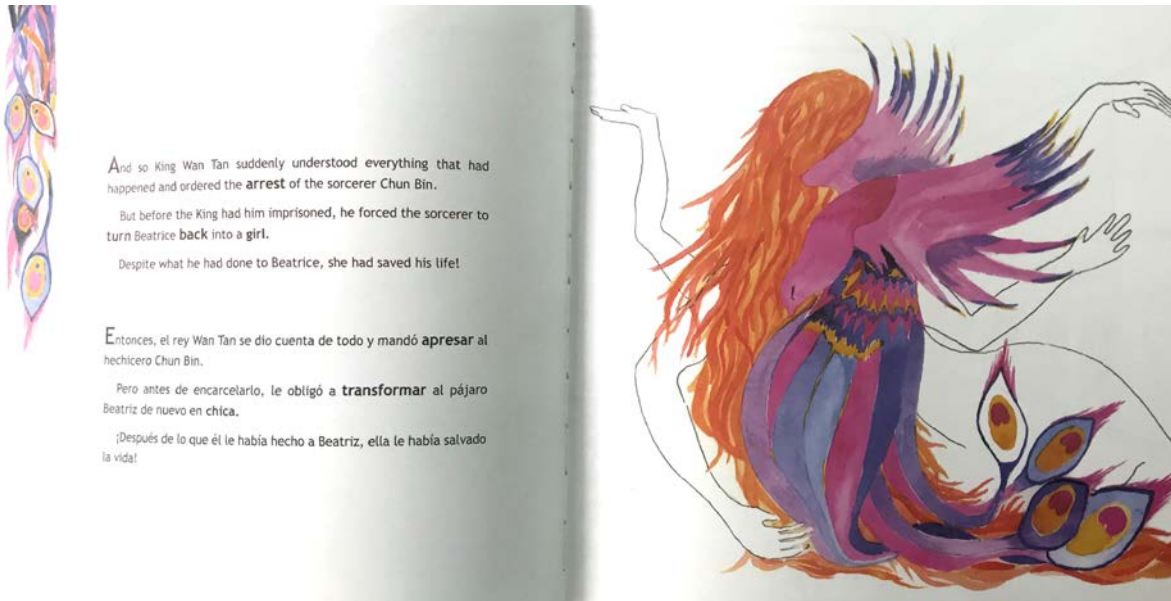 And so King Wan Tan suddenly understood everything that had
happened and ordered the arrest of the sorcerer Chun Bin.
But before the King had him imprisoned, he forced the sorcerer to
turn Beatrice back into a girl.
Despite what he had done to Beatrice, she had saved his life!
Entonces, el rey Wan Tan se dio cuenta de todo y mandó apresar al
hechicero Chun Bin.
Pero antes de encarcelarlo, le obligó a transformar al pájaro
Beatriz de nuevo en chica.
¡Después de lo que él le había hecho a Beatriz, ella le había salvado
la vida!